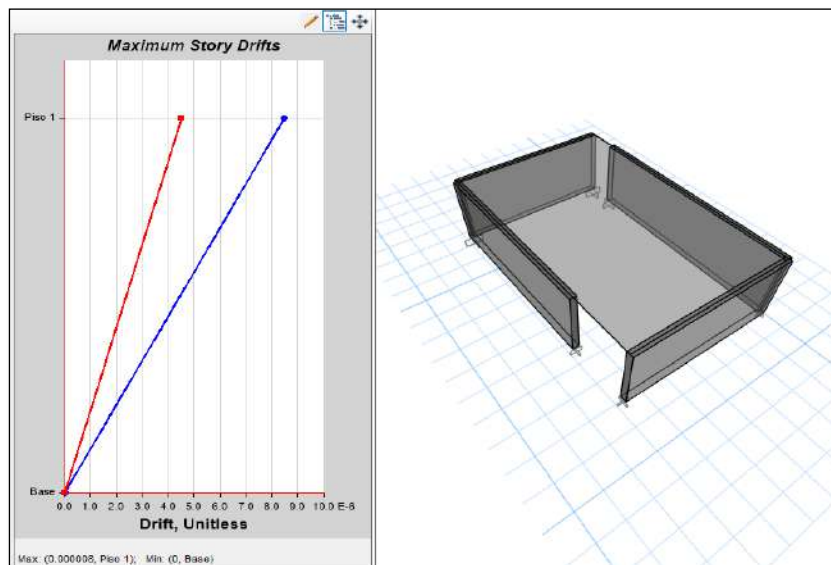 Maximum Story Drifts
Piso 1
Base
0.0 1.0 2.0 3.0 4.0 5.0 6.0 7.0 8.0 9.0 10.0 E-6
Drift, Unitless
Max: (0.000008, Piso 1); Min: (0, Base)